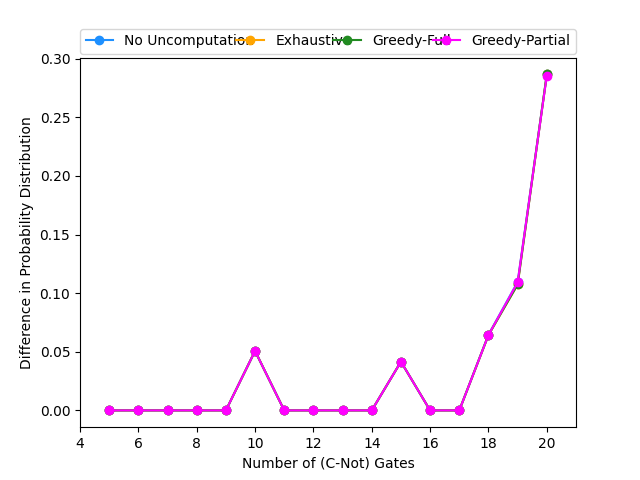 No Uncomputation Exhaustive Greedy-Full Greedy-Partial
0.30
0.25
0.20
0.15
0.10
0.05
0.00
Difference in Probability Distribution
4 6 8 10 12 14 16 18 20
Number of (C-Not) Gates